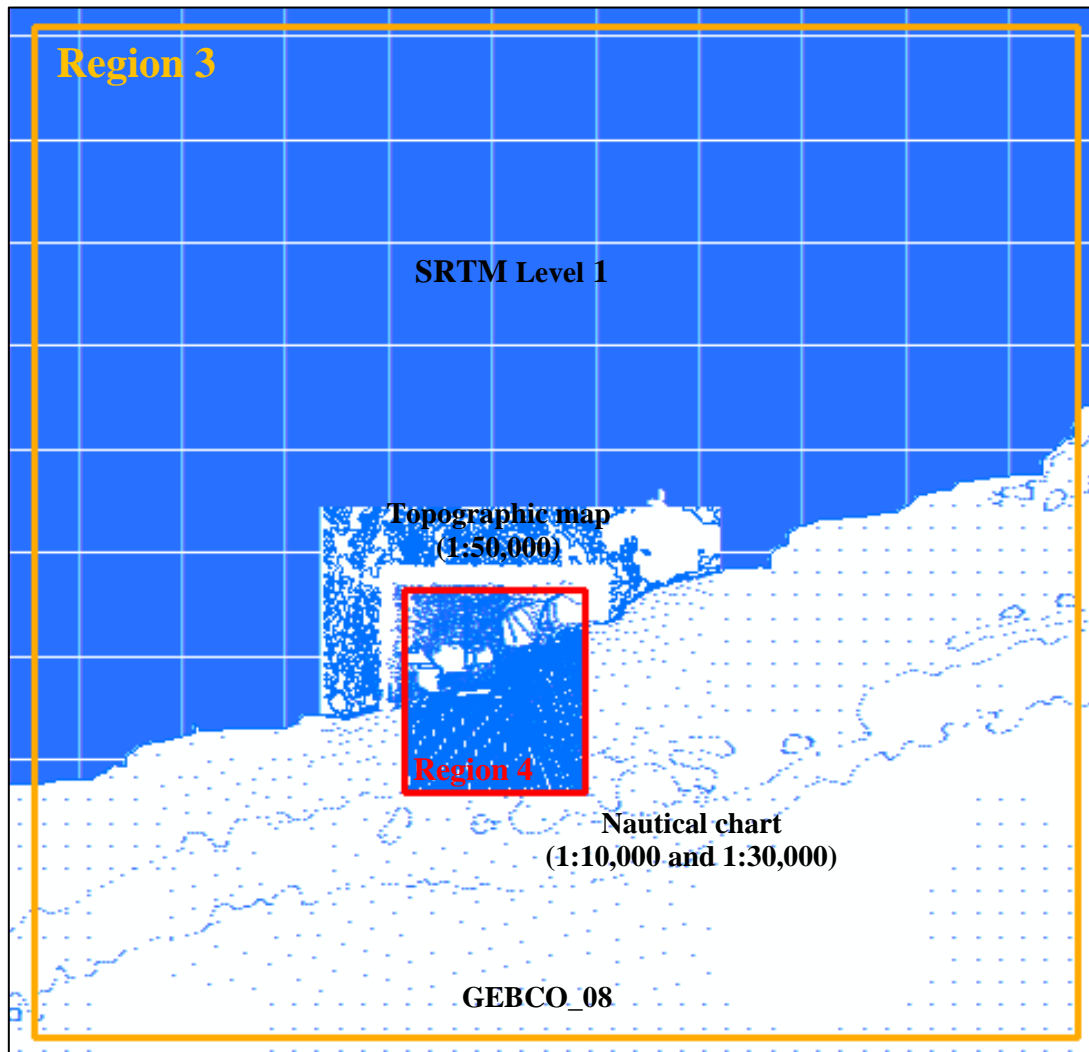 Region 3
SRTM Level 1
Topographic map
(1:50,000)
Region 4
Nautical chart
(1:10,000 and 1:30,000)
GEBCO_08